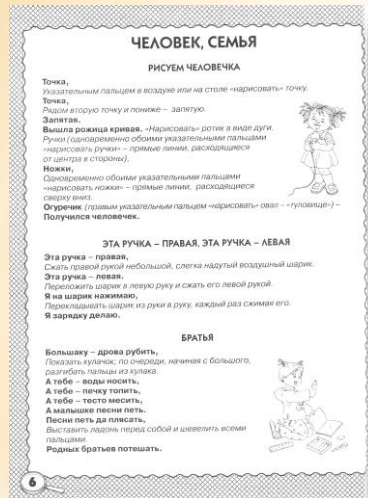 ЧЕЛОВЕК, СЕМЬЯ
РИСУЕМ ЧЕЛОВЕЧКА
Точка,
Указательным пальцем в воздухе или на столе «нарисовать» точку.
Точка,
Рядом вторую точку и пониже – запятую.
Запятая.
Вышла рожица кривая. «Нарисовать» ротик в виде дуги.
Ручки (одновременно обоими указательными пальцами
«нарисовать ручки» – прямые линии, расходящиеся
от центра в стороны),
Ножки,
Одновременно обоими указательными пальцами
«нарисовать ножки» – прямые линии, расходящиеся
сверху вниз.
Огуречик (правым указательным пальцем «нарисовать» овал – «туловище») –
Получился человечек.
ЭТА РУЧКА – ПРАВАЯ, ЭТА РУЧКА – ЛЕВАЯ
Эта ручка – правая,
Сжать правой рукой небольшой, слегка надутый воздушный шарик.
Эта ручка – левая.
Переложить шарик в левую руку и сжать его левой рукой.
Я на шарик нажимаю,
Перекладывать шарик из руки в руку, каждый раз сжимая его.
Я зарядку делаю.
БРАТЬЯ
Большаку – дрова рубить,
Показать кулачок; по очереди, начиная с большого,
разгибать пальцы из кулака.
А тебе – воды носить,
А тебе – печку топить,
А тебе – тесто месить,
А малышке песни петь.
Песни петь да плясать,
Выставить ладонь перед собой и шевелить всеми
пальцами.
Родных братьев потешать.
6